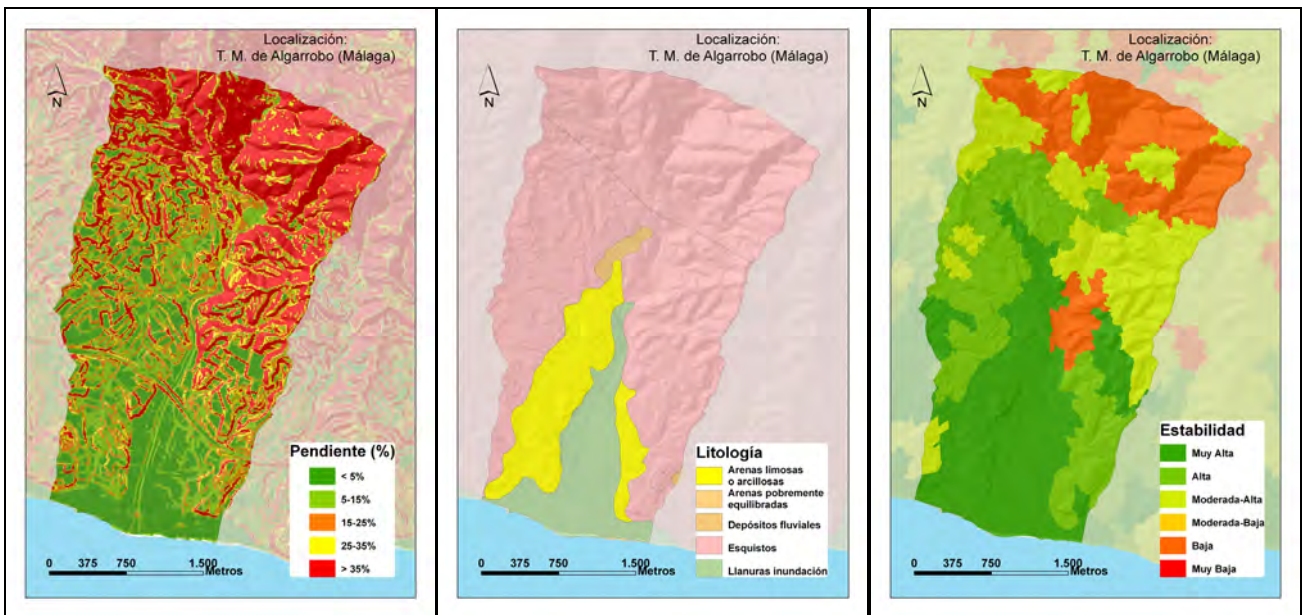 Localización:
T. M. de Algarrobo (Málaga)
N
Pendiente (%)
< 5%
5-15%
15-25%
25-35%
> 35%
0 375 750 1.500
Metros
Localización:
T. M. de Algarrobo (Málaga)
N
Litología
Arenas limosas
o arcillosas
Arenas pobremente
equilibradas
Depósitos fluviales
Esquistos
Llanuras inundación
0 375 750 1.500
Metros
Localización:
T. M. de Algarrobo (Málaga)
N
Estabilidad
Muy Alta
Alta
Moderada-Alta
Moderada-Baja
Baja
Muy Baja
0 375 750 1.500
Metros